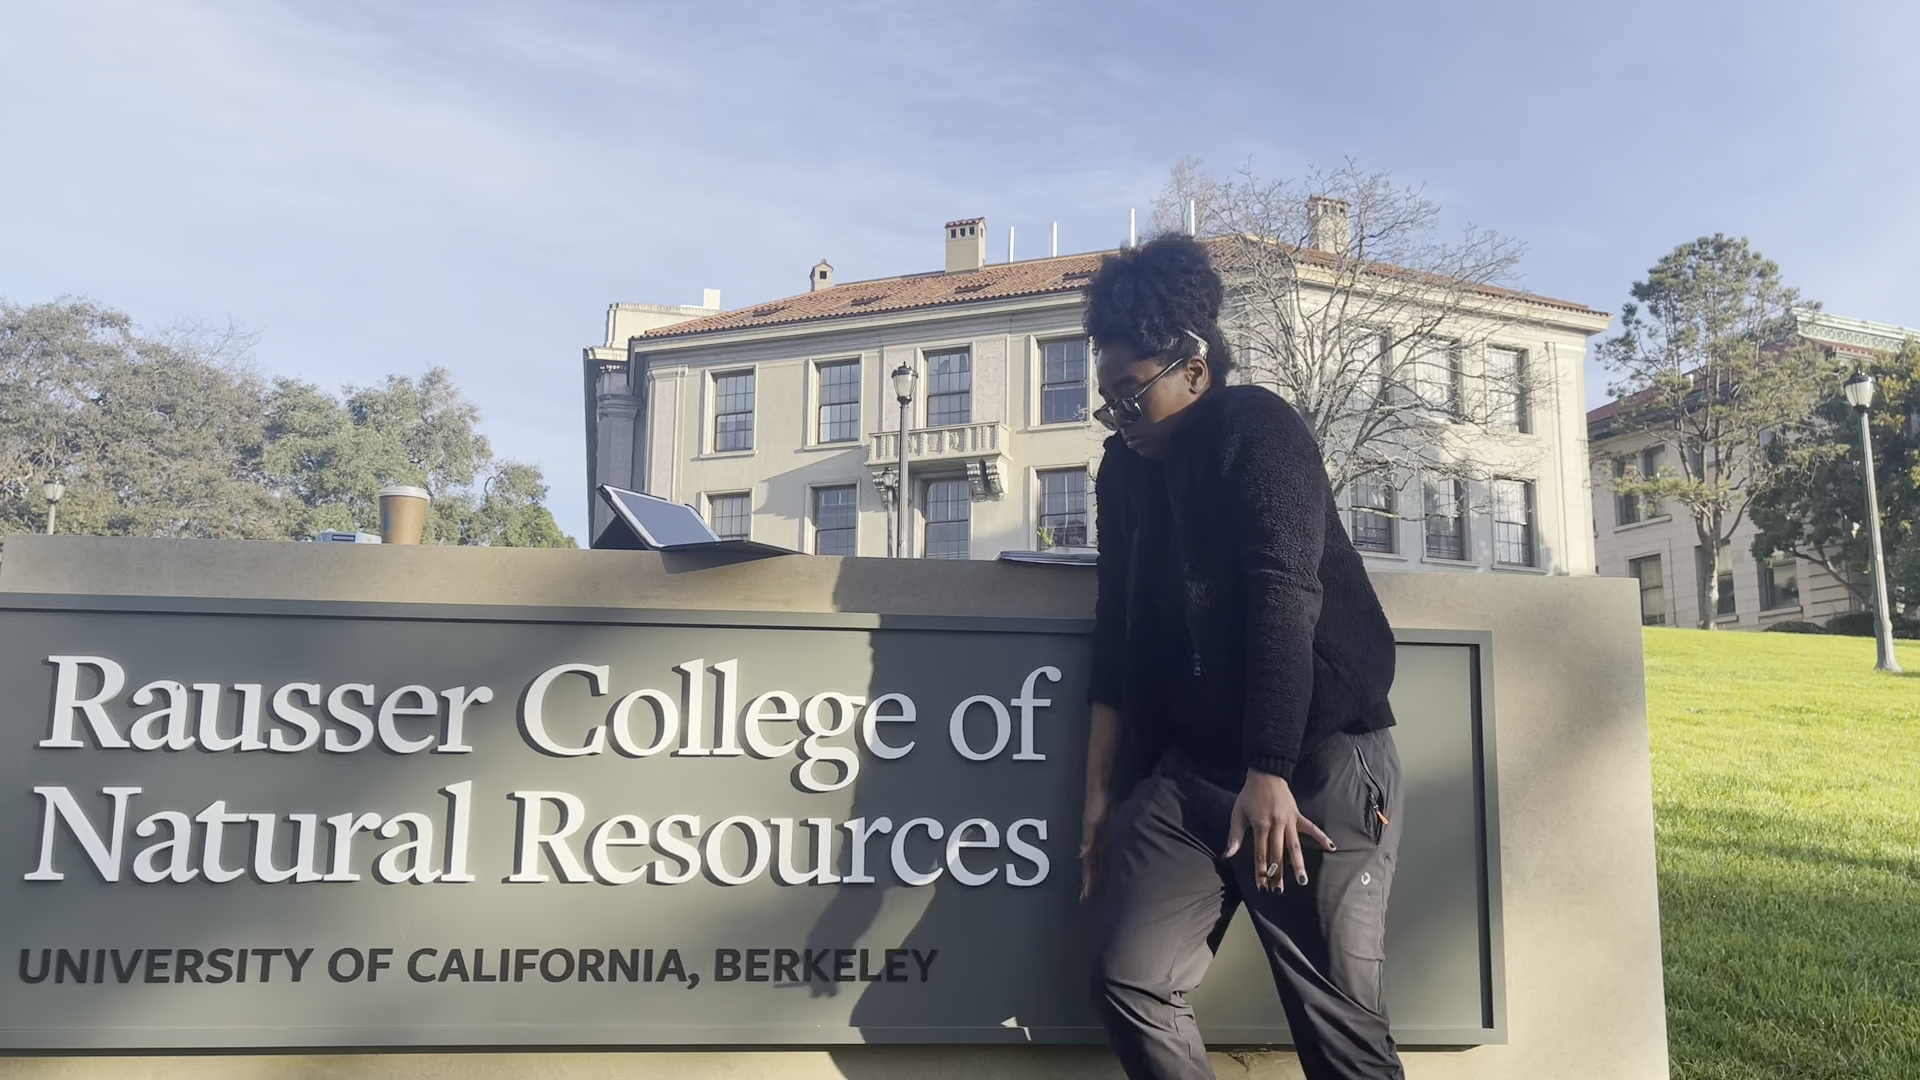 Rausser College of
Natural Resources
UNIVERSITY OF CALIFORNIA, BERKELEY